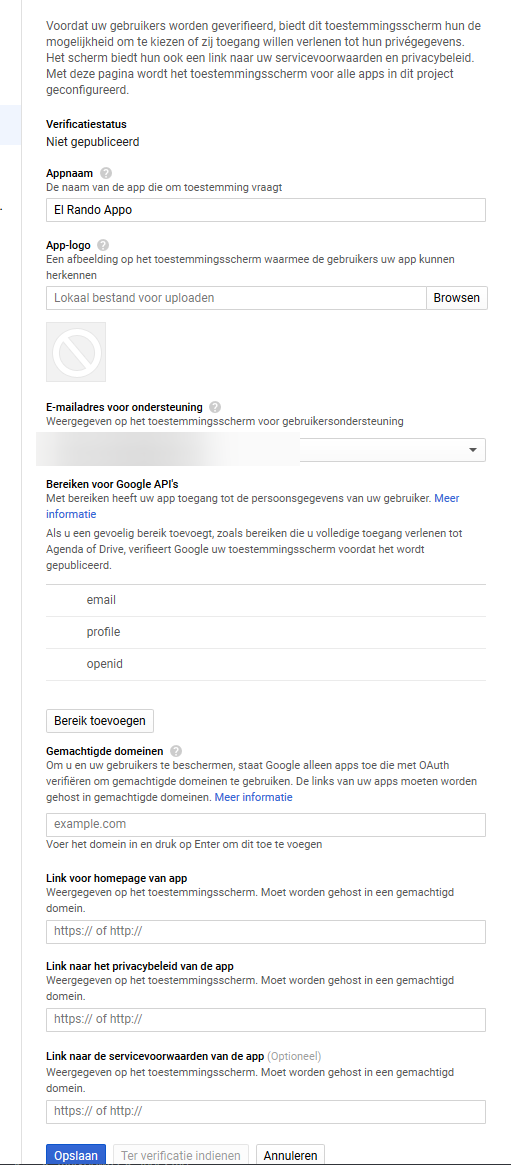 Voordat uw gebruikers worden geverifieerd, biedt dit toestemmingsscherm hun de
mogelijkheid om te kiezen of zij toegang willen verlenen tot hun privégegevens.
Het scherm biedt hun ook een link naar uw servicevoorwaarden en privacybeleid.
Met deze pagina wordt het toestemmingsscherm voor alle apps in dit project
geconfigureerd.
Verificatiestatus
Niet gepubliceerd
Appnaam ?
De naam van de app die om toestemming vraagt
El Rando Appo
App-logo ?
Een afbeelding op het toestemmingsscherm waarmee de gebruikers uw app kunnen
herkennen
Lokaal bestand voor uploaden Browsen
E-mailadres voor ondersteuning ?
Weergegeven op het toestemmingsscherm voor gebruikersondersteuning
Bereiken voor Google API's
Met bereiken heeft uw app toegang tot de persoonsgegevens van uw gebruiker. Meer
informatie
Als u een gevoelig bereik toevoegt, zoals bereiken die u volledige toegang verlenen tot
Agenda of Drive, verifieert Google uw toestemmingsscherm voordat het wordt
gepubliceerd.
email
profile
openid
Bereik toevoegen
Gemachtigde domeinen ?
Om u en uw gebruikers te beschermen, staat Google alleen apps toe die met OAuth
verifiëren om gemachtigde domeinen te gebruiken. De links van uw apps moeten worden
gehost in gemachtigde domeinen. Meer informatie
example.com
Voer het domein in en druk op Enter om dit toe te voegen
Link voor homepage van app
Weergegeven op het toestemmingsscherm. Moet worden gehost in een gemachtigd
domein.
https:// of http://
Link naar het privacybeleid van de app
Weergegeven op het toestemmingsscherm. Moet worden gehost in een gemachtigd
domein.
https:// of http://
Link naar de servicevoorwaarden van de app (Optioneel)
Weergegeven op het toestemmingsscherm. Moet worden gehost in een gemachtigd
domein.
https:// of http://
Opslaan Ter verificatie indienen Annuleren